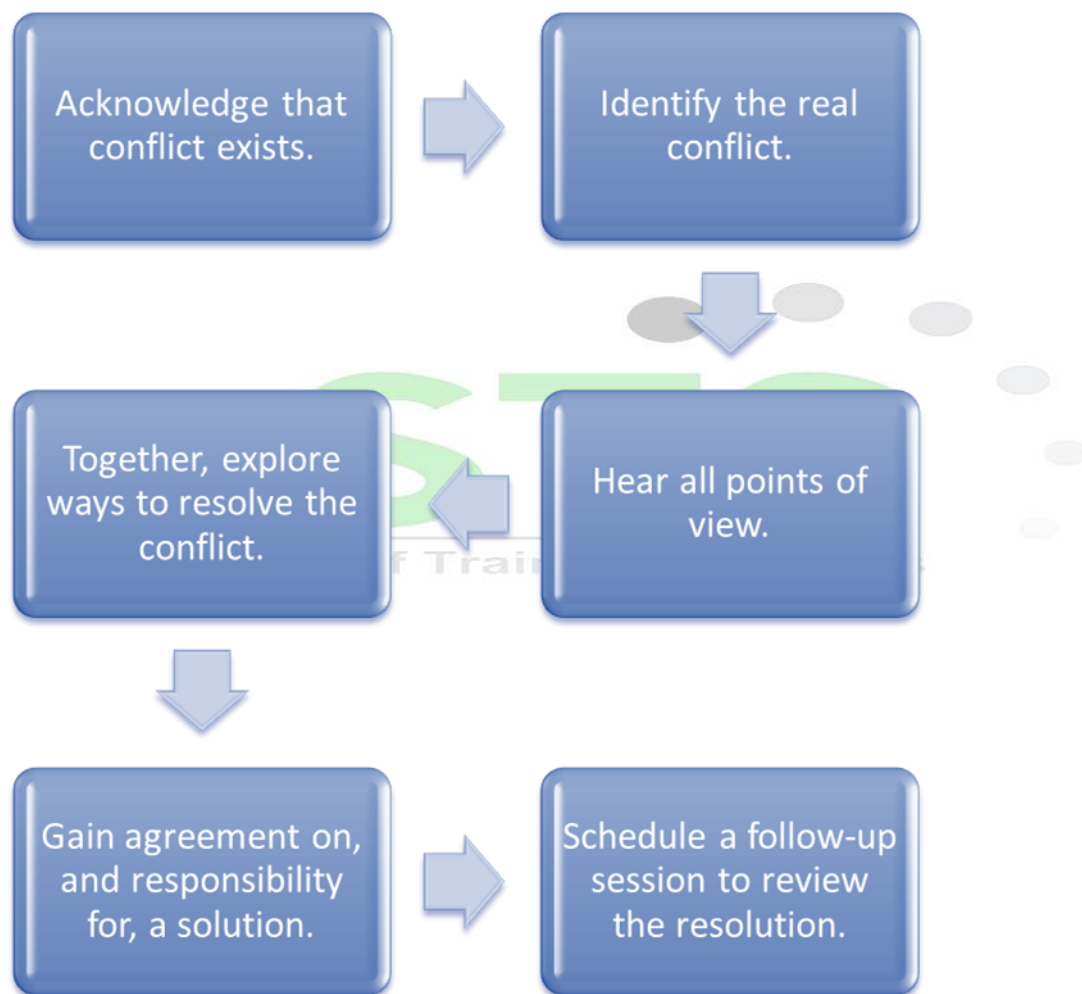 Acknowledge that
conflict exists.
Identify the real
conflict.
Hear all points of
view.
Together, explore
ways to resolve the
conflict.
Gain agreement on,
and responsibility
for, a solution.
Schedule a follow-up
session to review
the resolution.